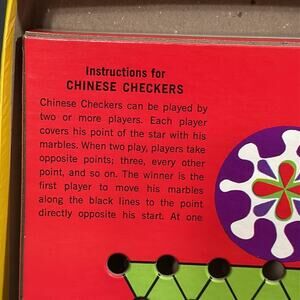 Instructions for
CHINESE CHECKERS
Chinese Checkers can be played by
two or more players. Each player
covers his point of the star with his
marbles. When two play, players take
opposite points; three, every other
point, and so on. The winner is the
first player to move his marbles
along the black lines to the point
directly opposite his start. At one